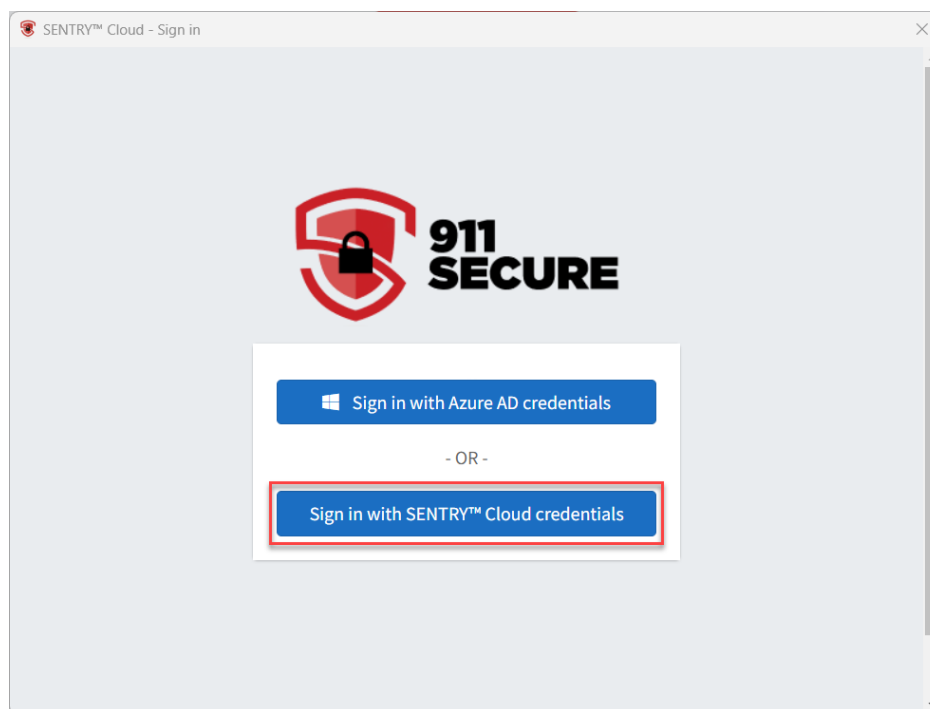 SENTRY™ Cloud - Sign in
911
SECURE
Sign in with Azure AD credentials
- OR -
Sign in with SENTRY™ Cloud credentials